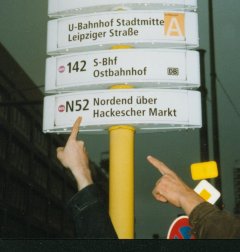 U-Bahnhof Stadtmitte
Leipziger Straße
A
142 S-Bhf
Ostbahnhof
DB
N52 Nordend über
Hackescher Markt